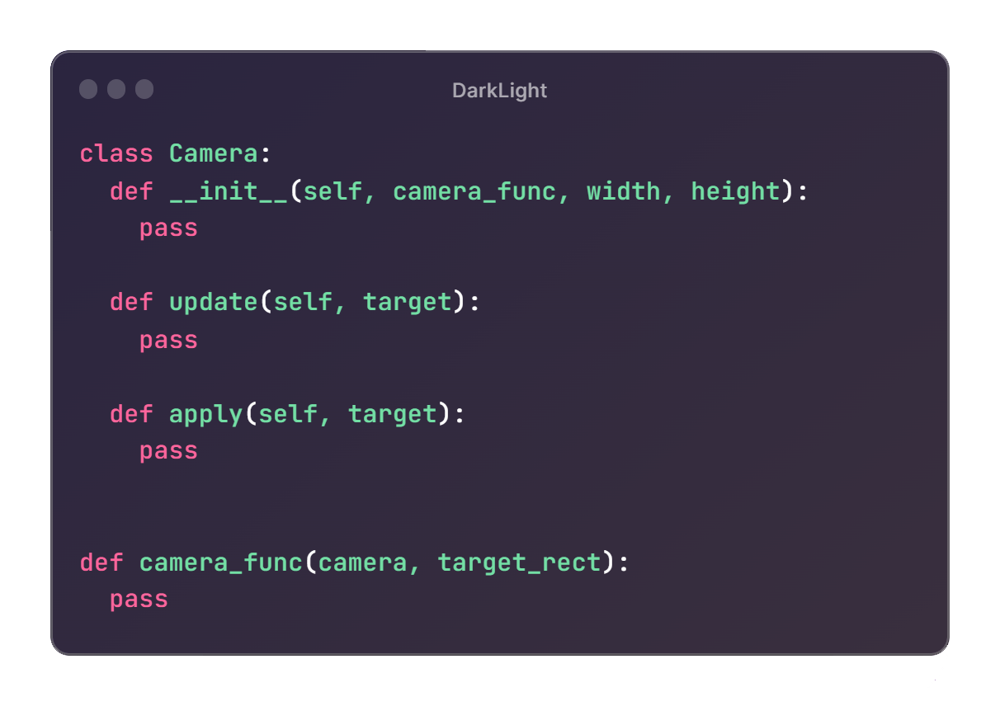 DarkLight
class Camera:
  def __init__(self, camera_func, width, height):
    pass
  def update(self, target):
    pass
  def apply(self, target):
    pass
def camera_func(camera, target_rect):
  pass